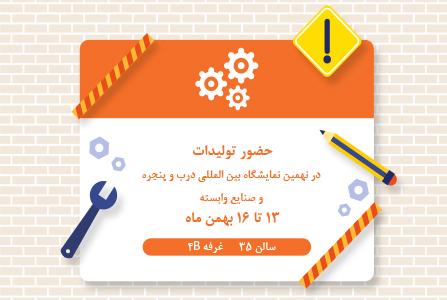 !
حضور تولیدات
در نهمین نمایشگاه بین المللی درب و پنجره
و صنایع وابسته
۱۳ تا ۱۶ بهمن ماه
سالن ۳۵ غرفه ۴B